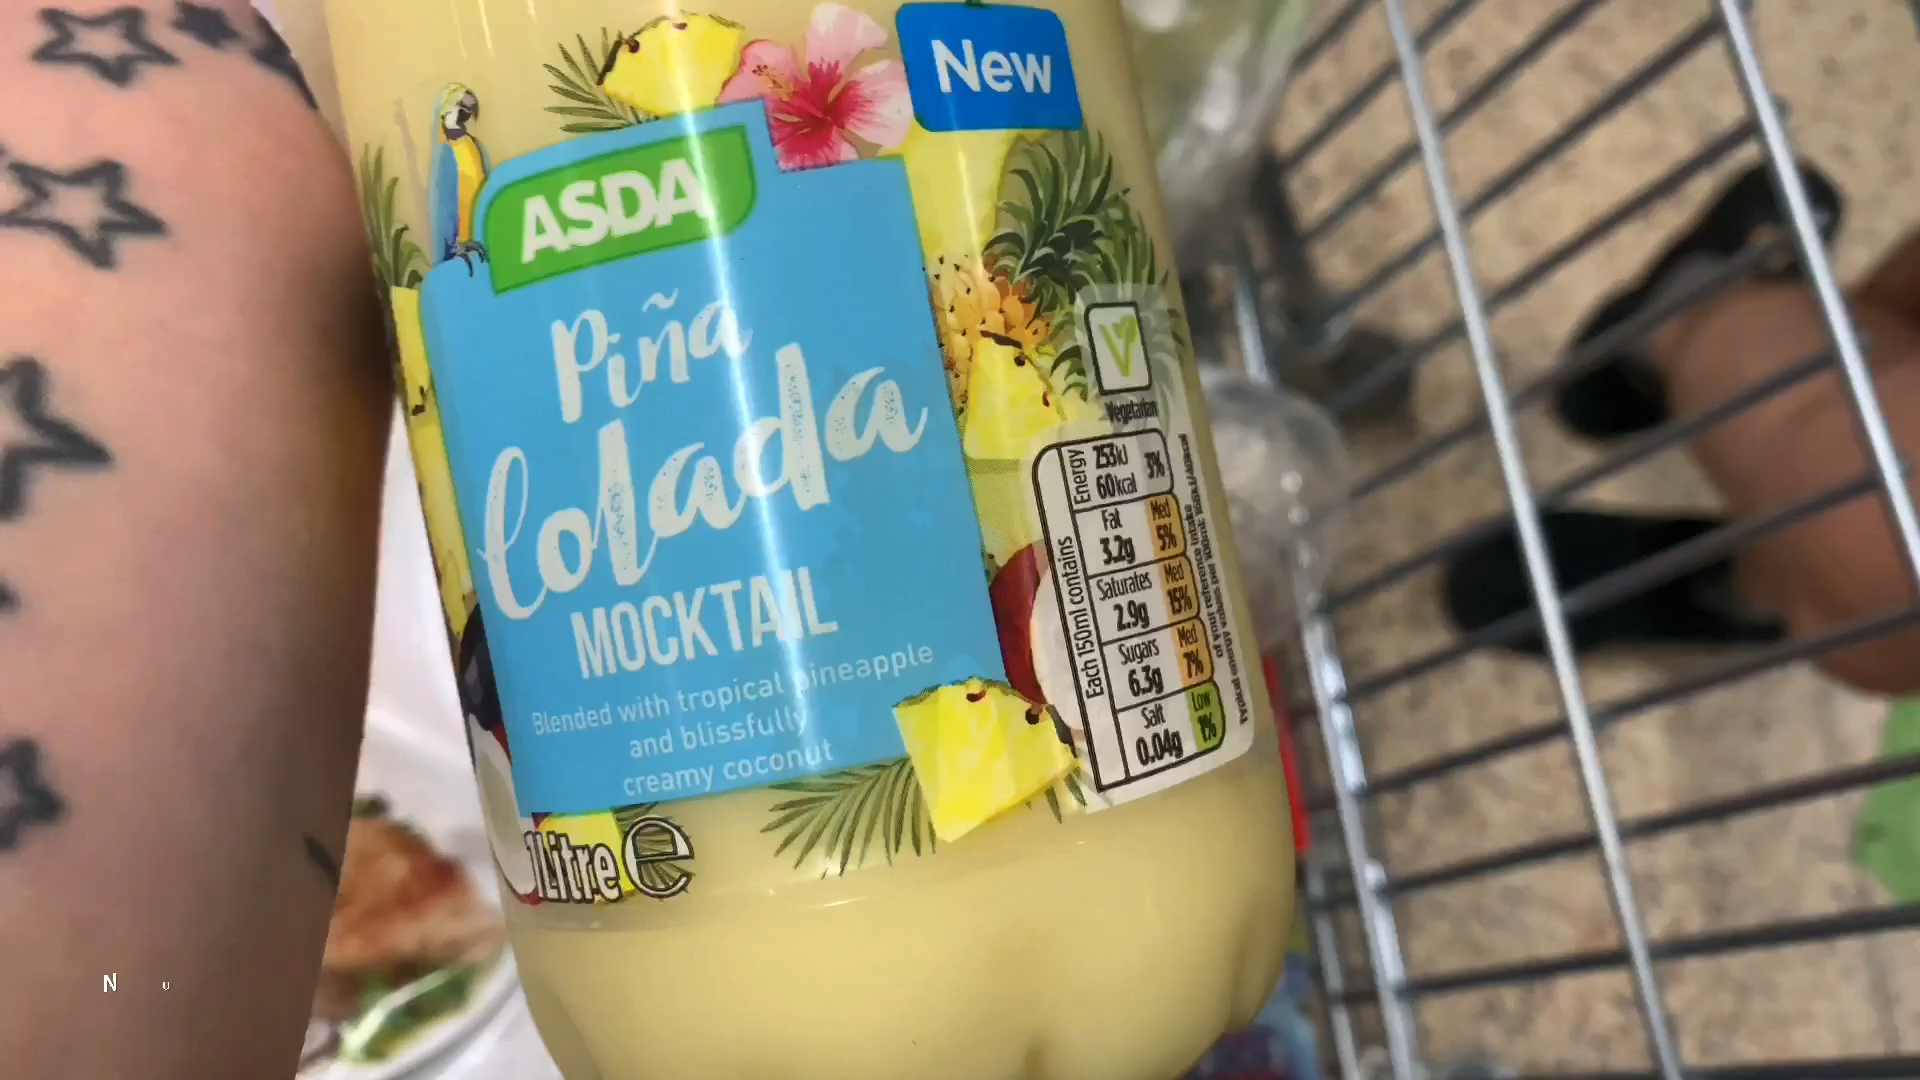 New
ASDA
Piña
Colada
MOCKTAIL
Blended with tropical pineapple
and blissfully
creamy coconut
1Litre e
Vegetarian
Each 150ml contains
Energy
253kJ
60kcal
3%
Fat
3.2g
Med
5%
Saturates
2.9g
Med
15%
Sugars
6.3g
Med
7%
Salt
0.04g
Low
1%
of your reference intake
N U